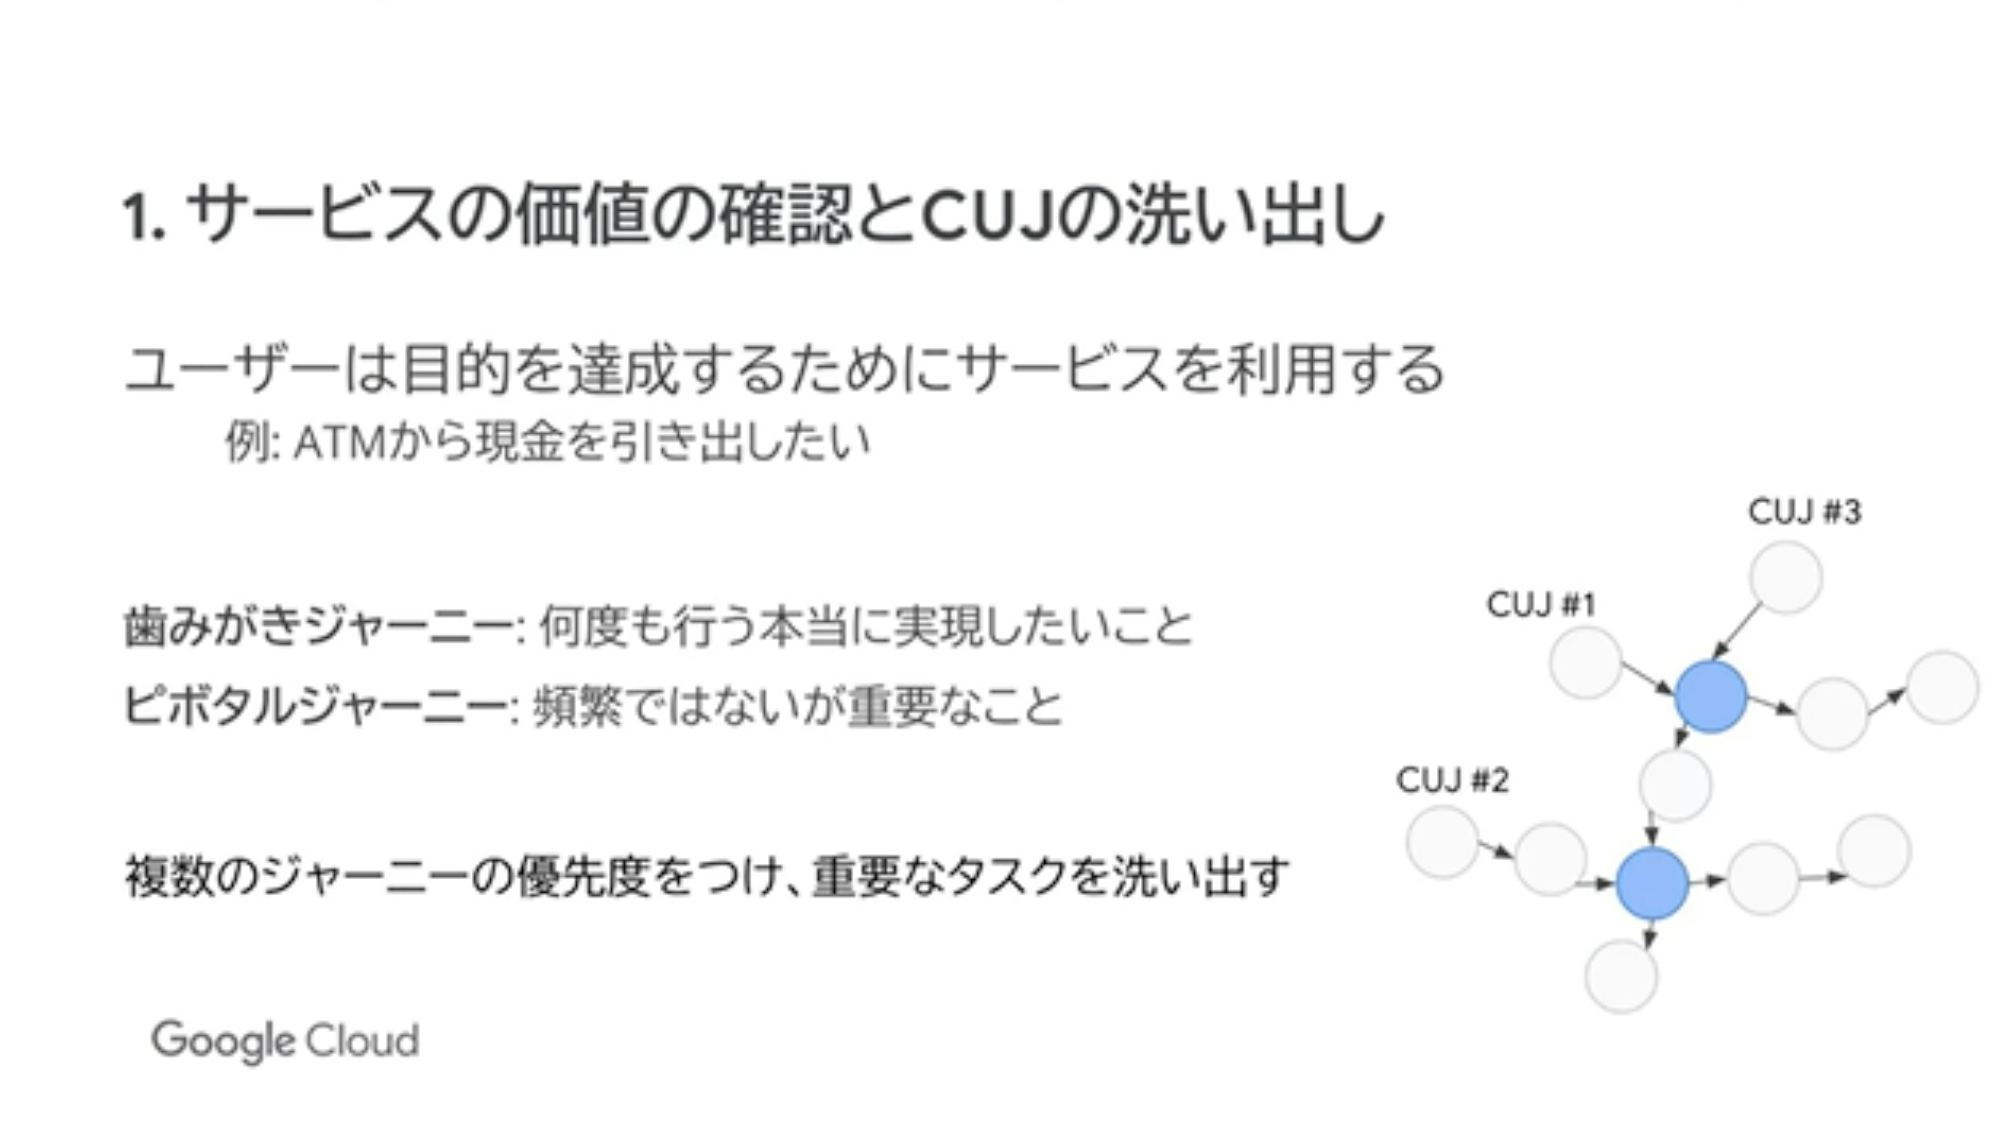 1. サービスの価値の確認とCUJの洗い出し
ユーザーは目的を達成するためにサービスを利用する
例: ATMから現金を引き出したい
歯みがきジャーニー: 何度も行う本当に実現したいこと
ピボタルジャーニー: 頻繁ではないが重要なこと
複数のジャーニーの優先度をつけ、重要なタスクを洗い出す
CUJ #3
CUJ #1
CUJ #2
Google Cloud